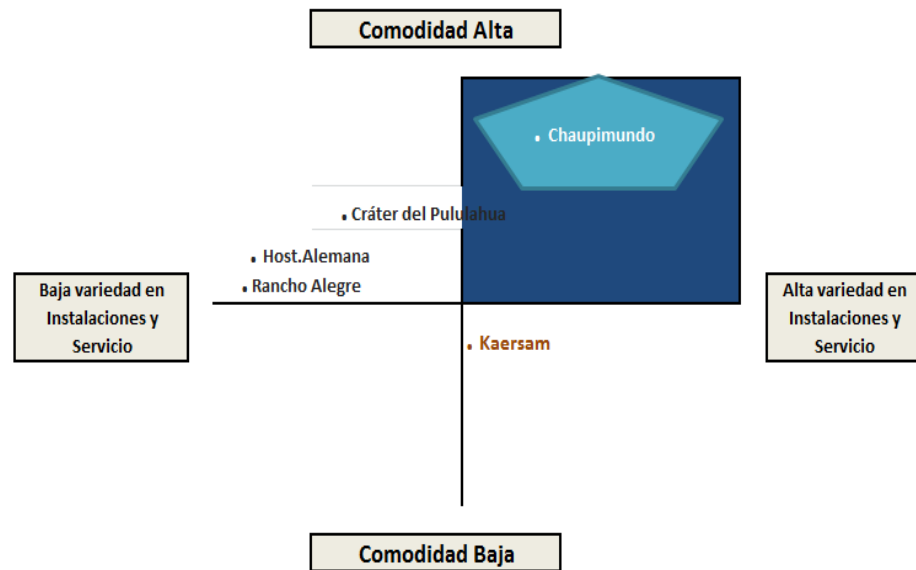 Comodidad Alta
Chaupimundo
Cráter del Pululahua
Host.Alemana
Rancho Alegre
Baja variedad en
Instalaciones y
Servicio
Alta variedad en
Instalaciones y
Servicio
Kaersam
Comodidad Baja